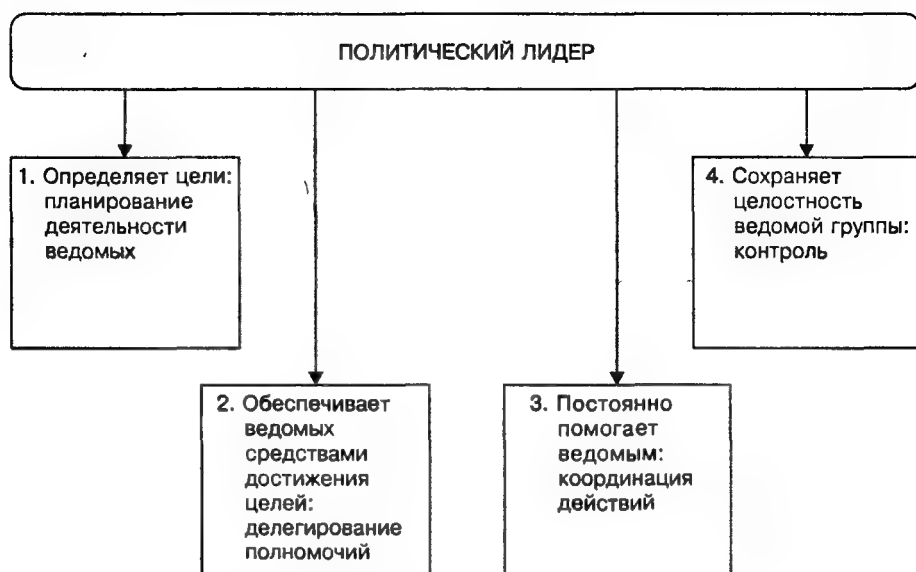 ПОЛИТИЧЕСКИЙ ЛИДЕР
1. Определяет цели:
планирование
деятельности
ведомых
2. Обеспечивает
ведомых
средствами
достижения
целей:
делегирование
полномочий
3. Постоянно
помогает
ведомым:
координация
действий
4. Сохраняет
целостность
ведомой группы:
контроль